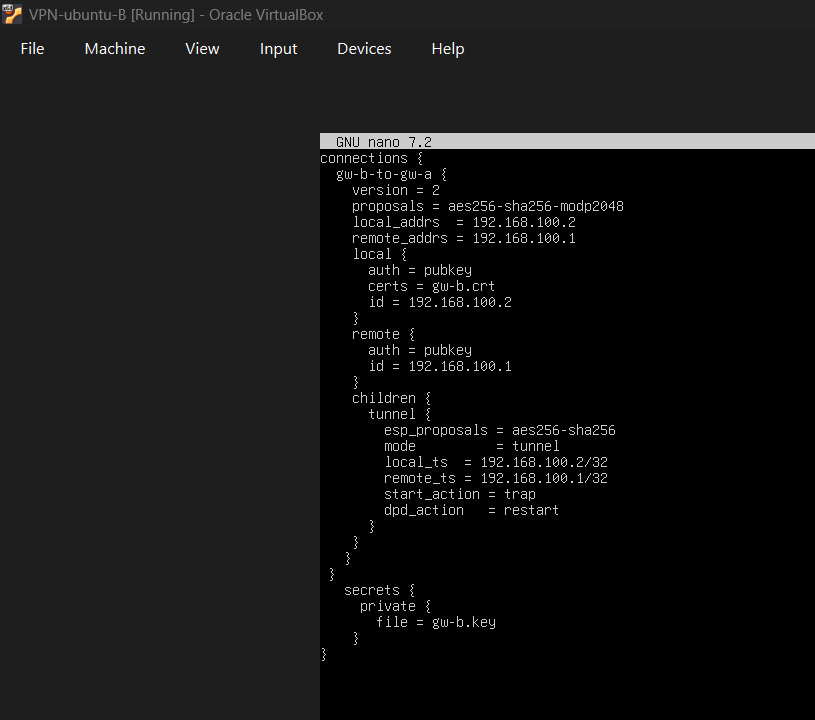 VPN-ubuntu-B [Running] - Oracle VirtualBox
File Machine View Input Devices Help
GNU nano 7.2
connections {
  gw-b-to-gw-a {
    version = 2
    proposals = aes256-sha256-modp2048
    local_addrs  = 192.168.100.2
    remote_addrs = 192.168.100.1
    local {
      auth = pubkey
      certs = gw-b.crt
      id = 192.168.100.2
    }
    remote {
      auth = pubkey
      id = 192.168.100.1
    }
    children {
      tunnel {
        esp_proposals = aes256-sha256
        mode          = tunnel
        local_ts  = 192.168.100.2/32
        remote_ts = 192.168.100.1/32
        start_action = trap
        dpd_action   = restart
      }
    }
   }
 }
   secrets {
     private {
       file = gw-b.key
    }
}